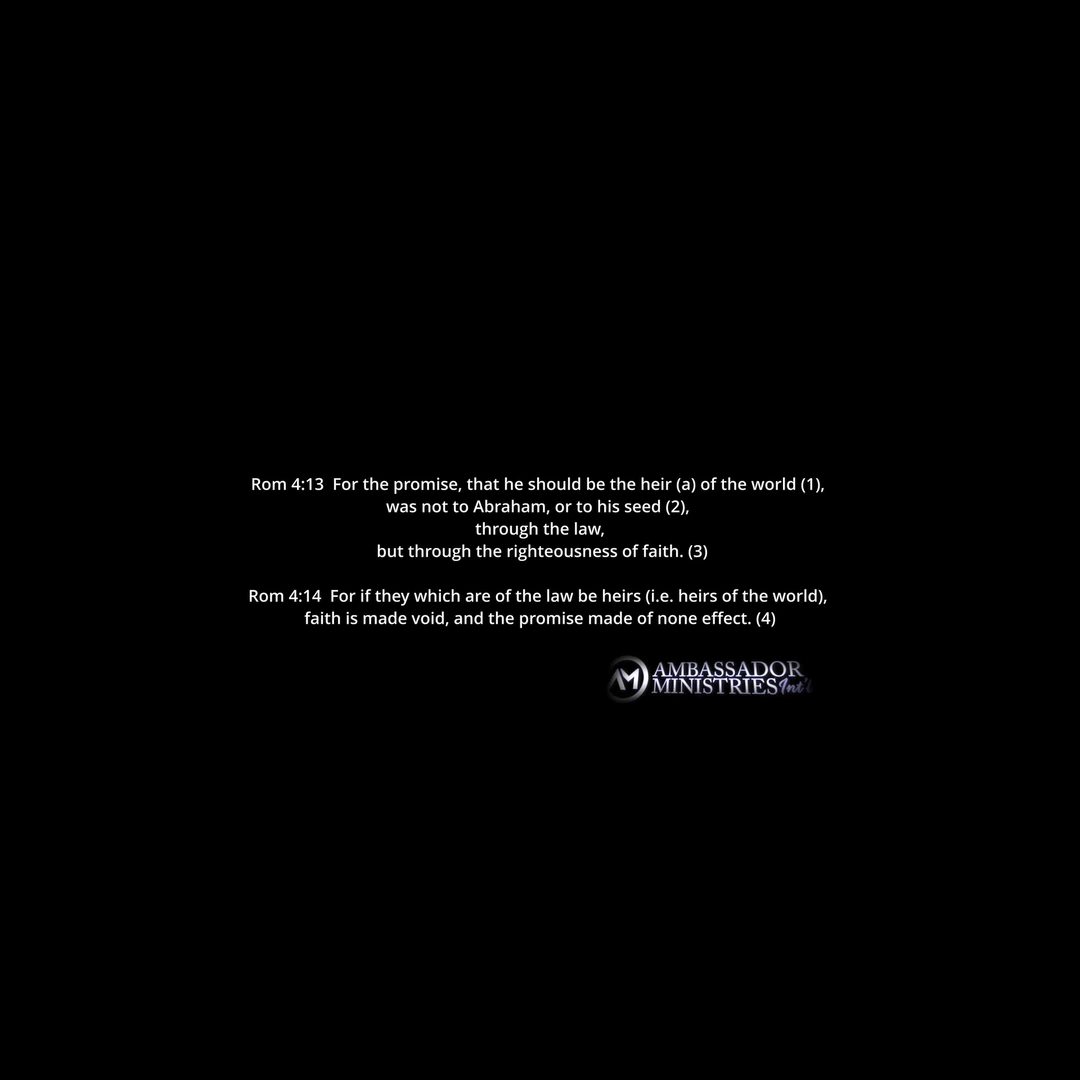 Rom 4:13  For the promise, that he should be the heir (a) of the world (1),
was not to Abraham, or to his seed (2),
through the law,
but through the righteousness of faith. (3)
Rom 4:14  For if they which are of the law be heirs (i.e. heirs of the world),
faith is made void, and the promise made of none effect. (4)
AMBASSADOR
MINISTRIES Int'l